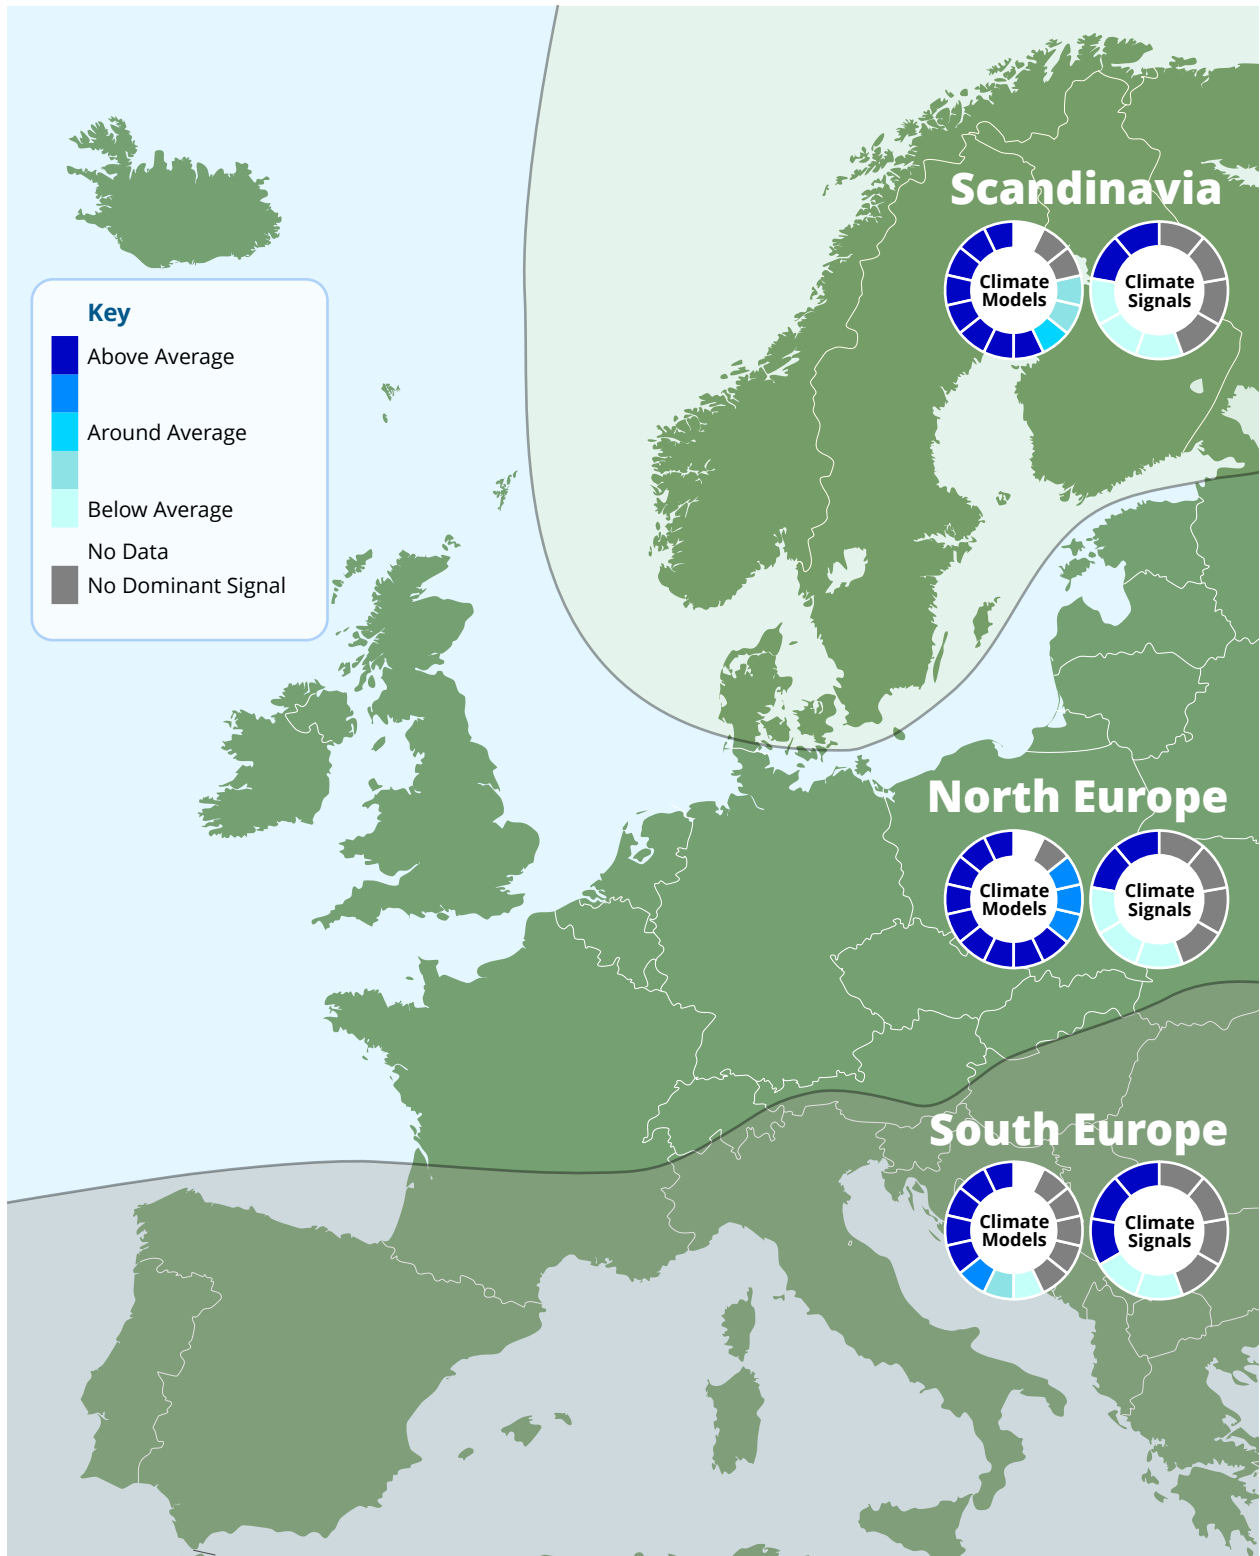 Scandinavia
Climate
Models
Climate
Signals
Key
Above Average
Around Average
Below Average
No Data
No Dominant Signal
North Europe
Climate
Models
Climate
Signals
South Europe
Climate
Models
Climate
Signals